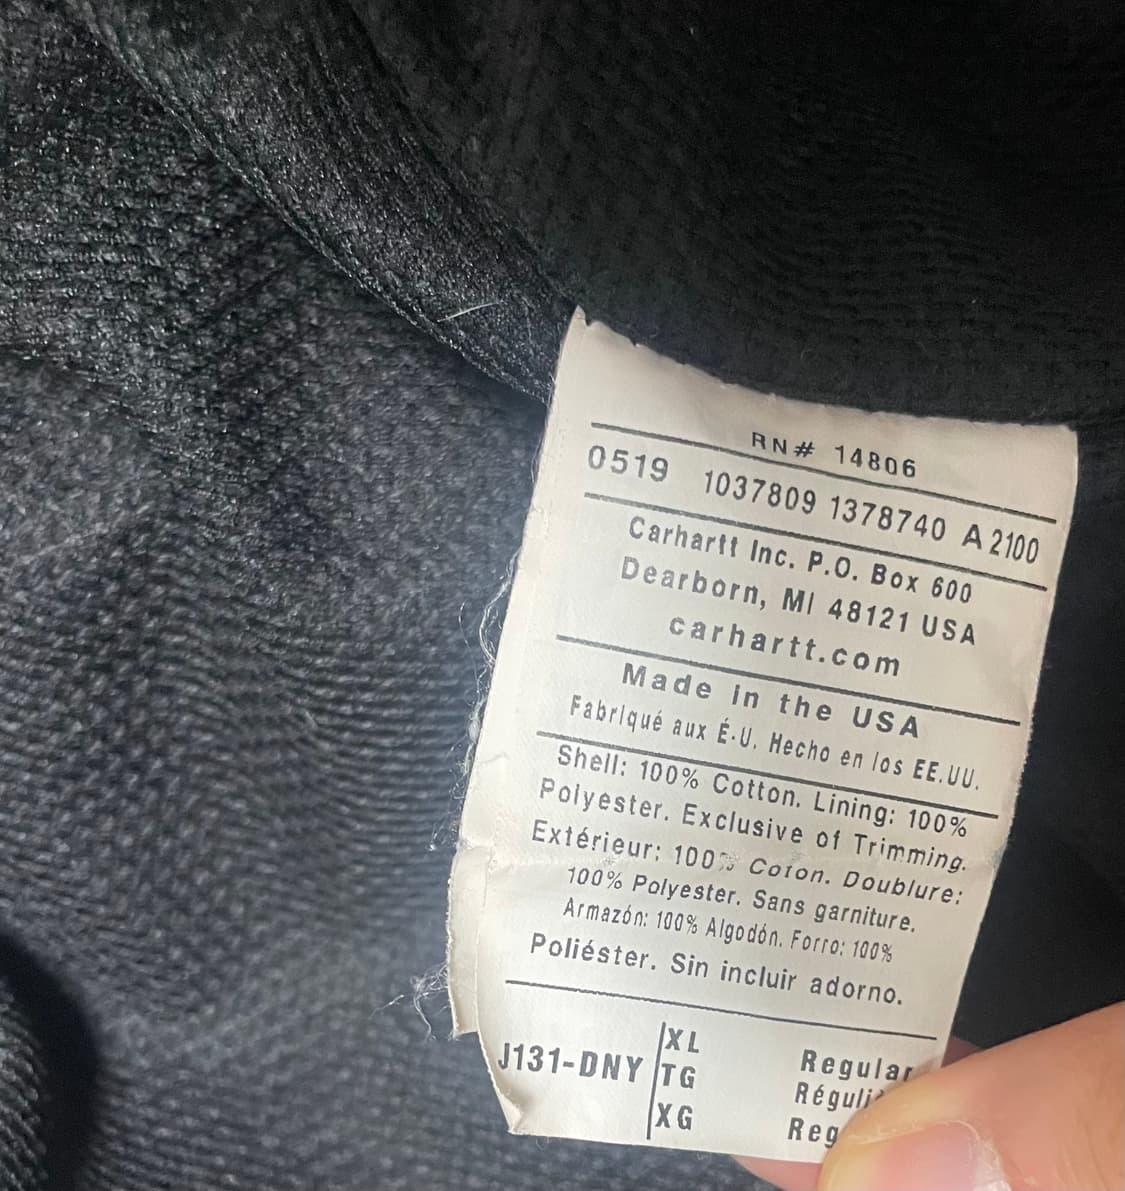 RN# 14806
0519 1037809 1378740 A 2100
Carhartt Inc. P.O. Box 600
Dearborn, MI 48121 USA
carhartt.com
Made in the USA
Fabriqué aux É.U. Hecho en los EE.UU.
Shell: 100% Cotton. Lining: 100%
Polyester. Exclusive of Trimming.
Extérieur: 100% Coton. Doublure:
100% Polyester. Sans garniture.
Armazón: 100% Algodón. Forro: 100%
Poliéster. Sin incluir adorno.
J131-DNY
XL Regular
TG
XG